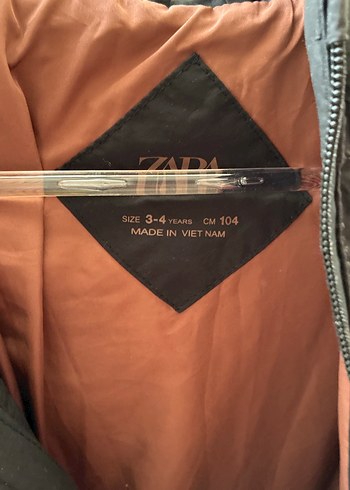 ZARA
SIZE 3-4 YEARS CM 104
MADE IN VIET NAM